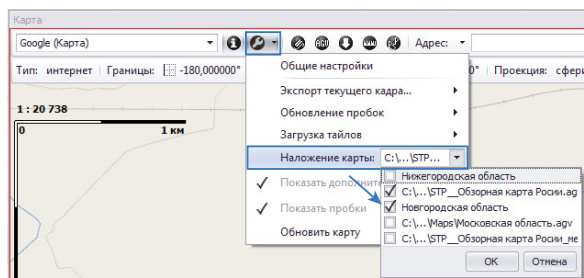 Карта
Google (Карта) Адрес:
Тип: интернет Границы: -180,000000° 0° Проекция: сфери
1 : 20 738
0 1 км
Общие настройки
Экспорт текущего кадра...
Обновление пробок
Загрузка тайлов
Наложение карты: C:\...\STP...
Показать дополните
Показать пробки
Обновить карту
Нижегородская область
C:\...\STP__Обзорная карта Росии.ag
Новгородская область
C:\...\Maps\Московская область.agv
C:\...\STP__Обзорная карта Росии_ме
OK Отмена